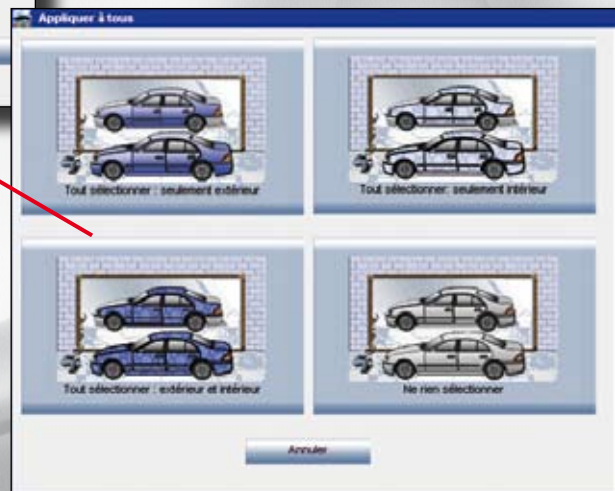 Appliquer à tous
Tout sélectionner : seulement extérieur
Tout sélectionner: seulement intérieur
Tout sélectionner : extérieur et intérieur
Ne rien sélectionner
Annuler